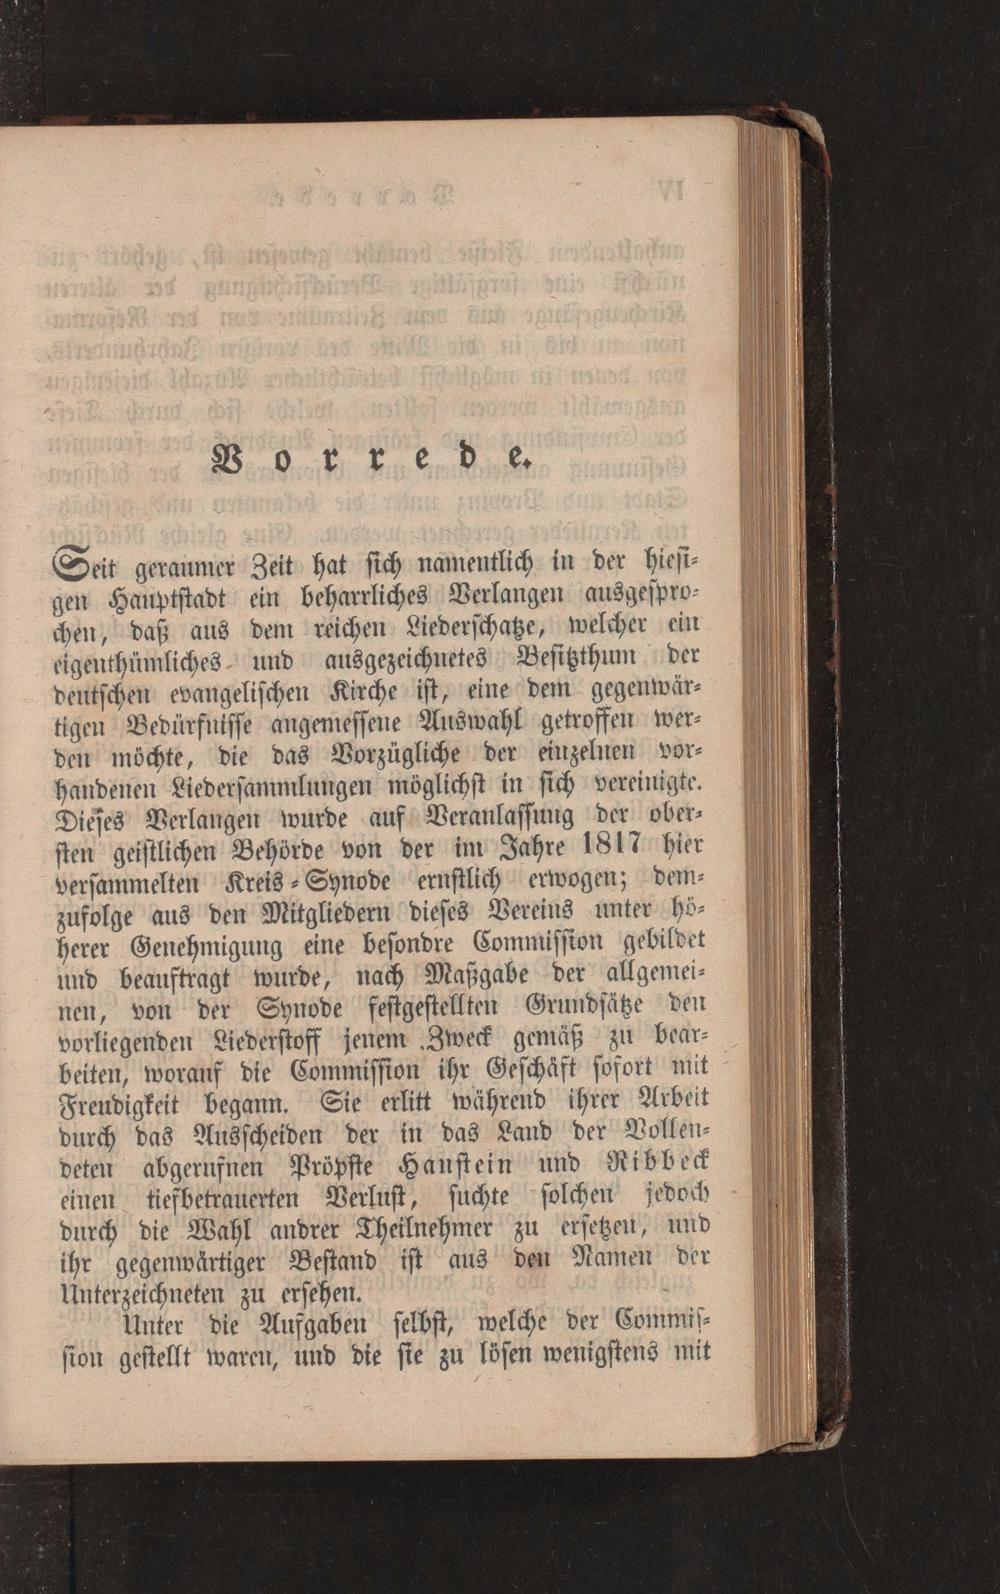 Vorrede.
Seit geraumer Zeit hat sich namentlich in der hiesi-
gen Hauptstadt ein beharrliches Verlangen ausgespro-
chen, daß aus dem reichen Liederschatze, welcher ein
eigenthümliches und ausgezeichnetes Besitzthum der
deutschen evangelischen Kirche ist, eine dem gegenwär-
tigen Bedürfnisse angemessene Auswahl getroffen wer-
den möchte, die das Vorzügliche der einzelnen vor-
handenen Liedersammlungen möglichst in sich vereinigte.
Dieses Verlangen wurde auf Veranlassung der ober-
sten geistlichen Behörde von der im Jahre 1817 hier
versammelten Kreis-Synode ernstlich erwogen; dem-
zufolge aus den Mitgliedern dieses Vereins unter hö-
herer Genehmigung eine besondre Commission gebildet
und beauftragt wurde, nach Maßgabe der allgemei-
nen, von der Synode festgestellten Grundsätze den
vorliegenden Liederstoff jenem Zweck gemäß zu bear-
beiten, worauf die Commission ihr Geschäft sofort mit
Freudigkeit begann. Sie erlitt während ihrer Arbeit
durch das Ausscheiden der in das Land der Vollen-
deten abgerufnen Pröpste Hanstein und Ribbeck
einen tiefbetrauerten Verlust, suchte solchen jedoch
durch die Wahl andrer Theilnehmer zu ersetzen, und
ihr gegenwärtiger Bestand ist aus den Namen der
Unterzeichneten zu ersehen.
Unter die Aufgaben selbst, welche der Commis-
sion gestellt waren, und die sie zu lösen wenigstens mit